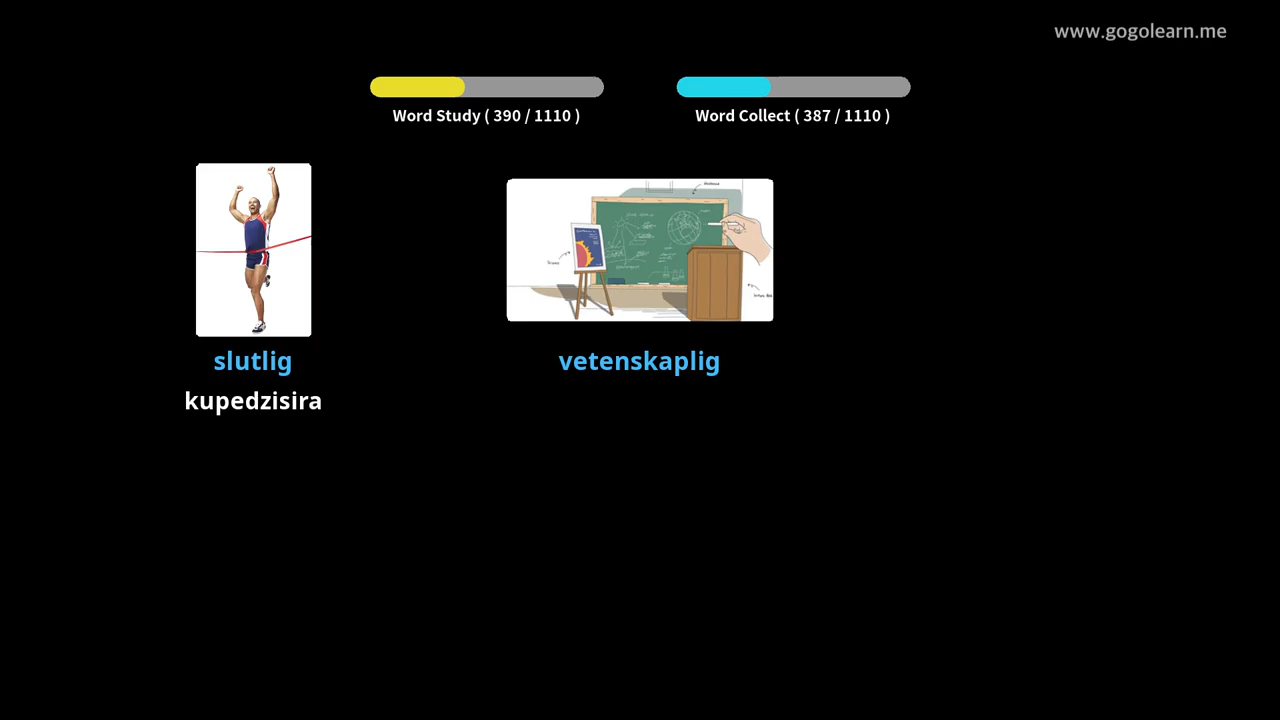 www.gogolearn.me
Word Study ( 390 / 1110 )
Word Collect ( 387 / 1110 )
slutlig
vetenskaplig
kupedzisira